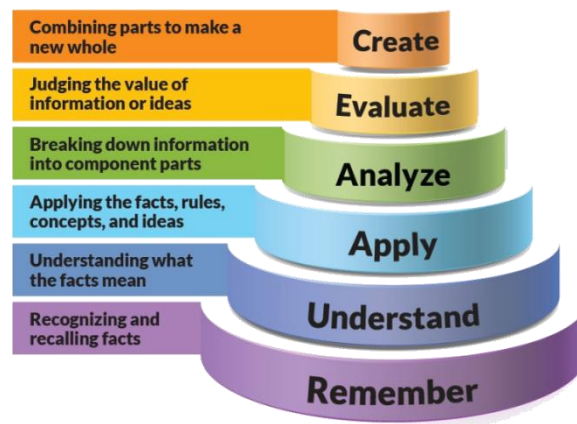 Combining parts to make a
new whole
Create
Judging the value of
information or ideas
Evaluate
Breaking down information
into component parts
Analyze
Applying the facts, rules,
concepts, and ideas
Apply
Understanding what
the facts mean
Understand
Recognizing and
recalling facts
Remember